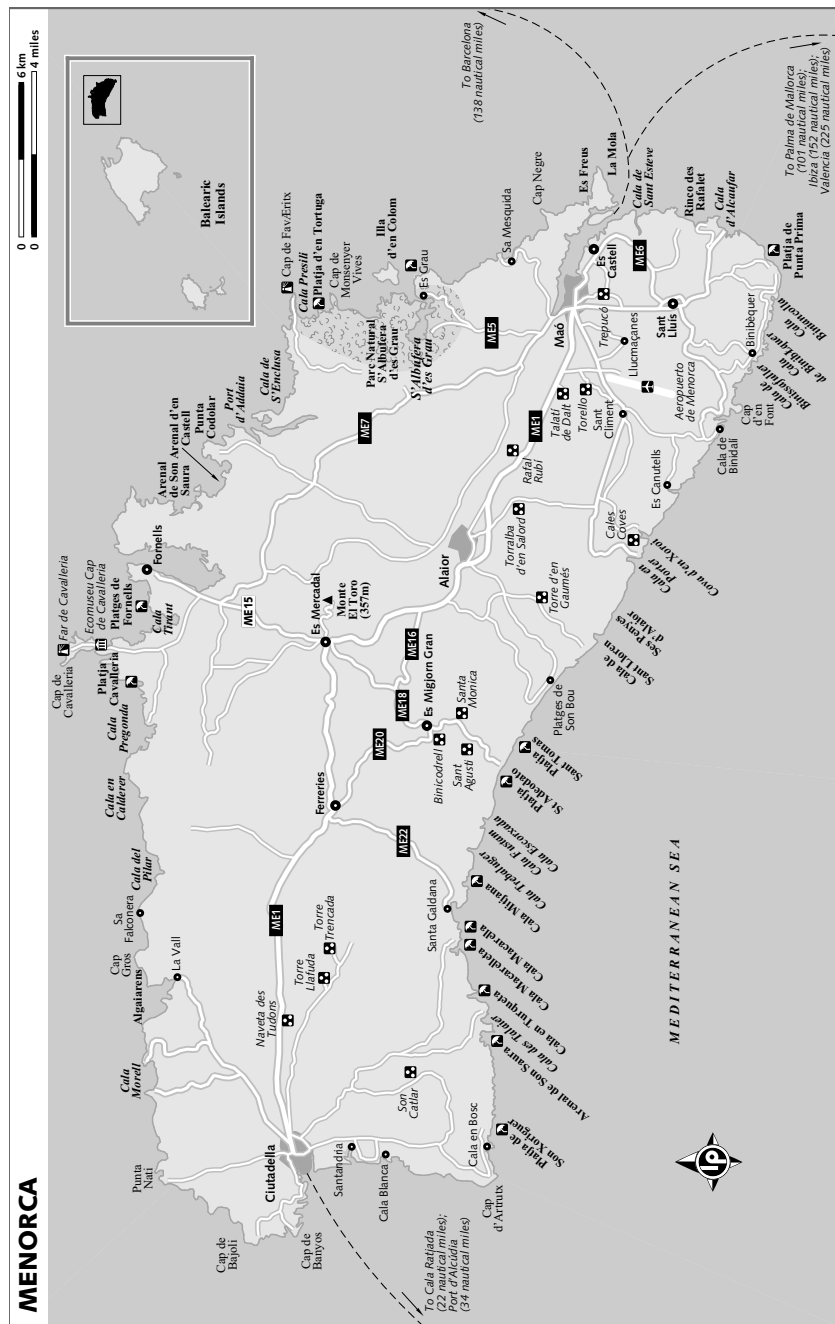 MENORCA
0
6 km
0
4 miles
Balearic
Islands
To Barcelona
(138 nautical miles)
To Palma de Mallorca
(101 nautical miles);
Ibiza (152 nautical miles);
Valencia (225 nautical miles)
To Cala Ratjada
(22 nautical miles);
Port d'Alcúdia
(34 nautical miles)
MEDITERRANEAN SEA
Punta
Nati
Cala
Morell
Algaiarens
Cap
Gros
Sa
Falconera
La Vall
Cala del
Pilar
Cala en
Calderer
Cala
Pregonda
Platja
Cavalleria
Cap de
Cavalleria
Far de Cavalleria
Ecomuseu Cap
de Cavalleria
Platges de
Fornells
Cala
Tirant
Fornells
Arenal
de Son
Saura
Arenal d'en
Castell
Punta
Codolar
Port
d'Addaia
Cala de
S'Enclusa
Cap de Fav/Eritx
Cala Presili
Platja d'en Tortuga
Cap de
Monsenyer
Vives
Illa
d'en Colom
Es Grau
Parc Natural
S'Albufera
d'es Grau
S'Albufera
d'es Grau
Sa Mesquida
Cap Negre
Es Freus
La Mola
Cala de
Sant Esteve
Rinco des
Rafalet
Cala
d'Alcaufar
Platja de
Punta Prima
Cap de
Bajoli
Cap de
Banyos
Ciutadella
Santandria
Cala Blanca
Cala en Bosc
Cap
d'Artrutx
Son
Catlar
Naveta des
Tudons
Torre
Llafuda
Torre
Trencada
ME1
Ferreries
ME22
Santa Galdana
ME20
ME18
ME16
Es Migjorn Gran
Binicodrell
Sant
Agustí
Santa
Monica
Es Mercadal
Monte
El Toro
(357m)
ME15
ME7
Alaior
Torralba
d'en Salord
Torre d'en
Gaumés
Platges de
Son Bou
Rafal
Rubí
ME1
Talatí
de Dalt
Torello
Sant
Climent
Maó
ME5
Es
Castell
ME6
Trepucó
Llucmaçanes
Sant
Lluís
Aeropuerto
de Menorca
Binibèquer
Es Canutells
Cales
Coves
Cala de
Binidalí
Cap
d'en
Font
Platja de
Son Xoriguer
Arenal de Son Saura
Cala des Talaier
Cala en Turqueta
Cala Macarelleta
Cala Macarella
Cala Mitjana
Cala Trebaluger
Cala Fustam
Cala Escorxada
Platja
St Adeodato
Platja
Sant Tomas
Cala de
Sant Lloren
Ses Penyes
d'Alaior
Cala en
Porter
Cova d'en Xoroi
Cala de
Binissafuller
Cala
de Binibèquer
Cala
Biniancolla
lp